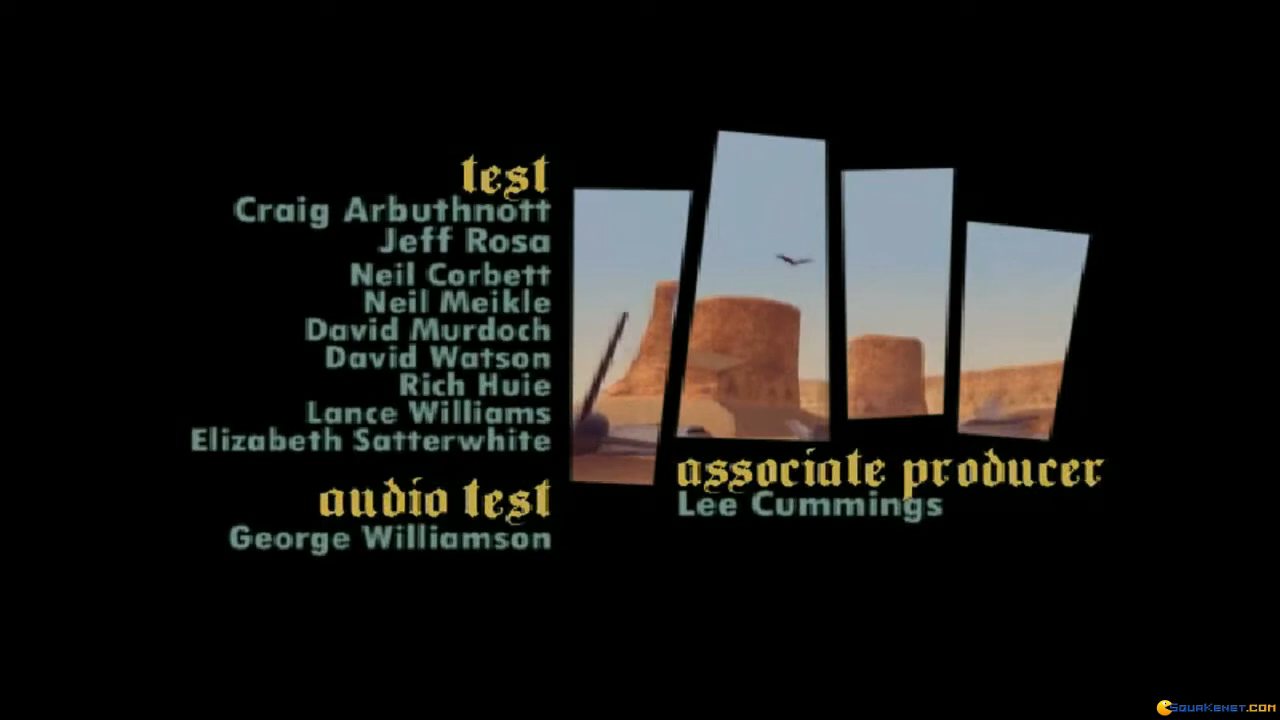 test
Craig Arbuthnott
Jeff Rosa
Neil Corbett
Neil Meikle
David Murdoch
David Watson
Rich Huie
Lance Williams
Elizabeth Satterwhite
audio test
George Williamson
associate producer
Lee Cummings
SquaKenet.com